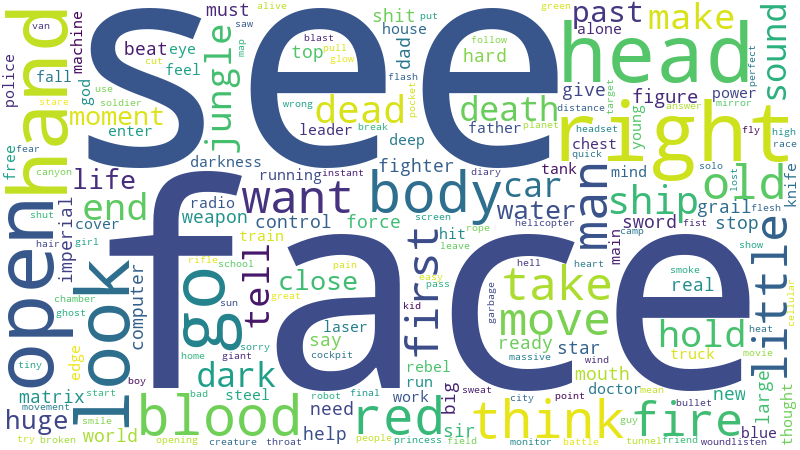 van
hand
police
machine
alive
saw
map
must
shit
put
house
blast
pull
glow
top
dad
flash
hard
follow
green
past
alone
make
sound
head
see
beat
eye
cut
feel
fall
god
use
soldier
jungle
stare
moment
enter
wrong
dead
pocket
leader
break
deep
father
death
planet
give
distance
figure
target
power
perfect
mirror
answer
young
headset
chest
quick
fly
high
race
right
free
fear
canyon
darkness
fighter
life
running
instant
diary
tank
mind
solo
lost
flesh
knife
want
body
car
man
ship
old
open
shut
end
radio
weapon
control
force
screen
water
sword
fist
grail
stop
cover
hair
girl
imperial
look
face
train
rifle
school
tell
pain
hit
leave
rope
helicopter
first
easy
pass
hell
heart
main
camp
show
little
computer
chamber
ghost
go
sun
great
close
take
garbage
smoke
real
heat
cellular
tiny
edge
home
giant
sorry
laser
say
cockpit
kid
rebel
move
ready
star
massive
wind
hold
truck
movie
matrix
boy
dark
run
mouth
doctor
mean
new
start
bad
steel
robot
final
work
need
big
sweat
city
point
bullet
large
thought
huge
movement
smile
blood
red
think
fire
guy
blue
try
broken
world
opening
creature
throat
help
people
princess
sir
field
monitor
battle
tunnel
friend
wound
listen